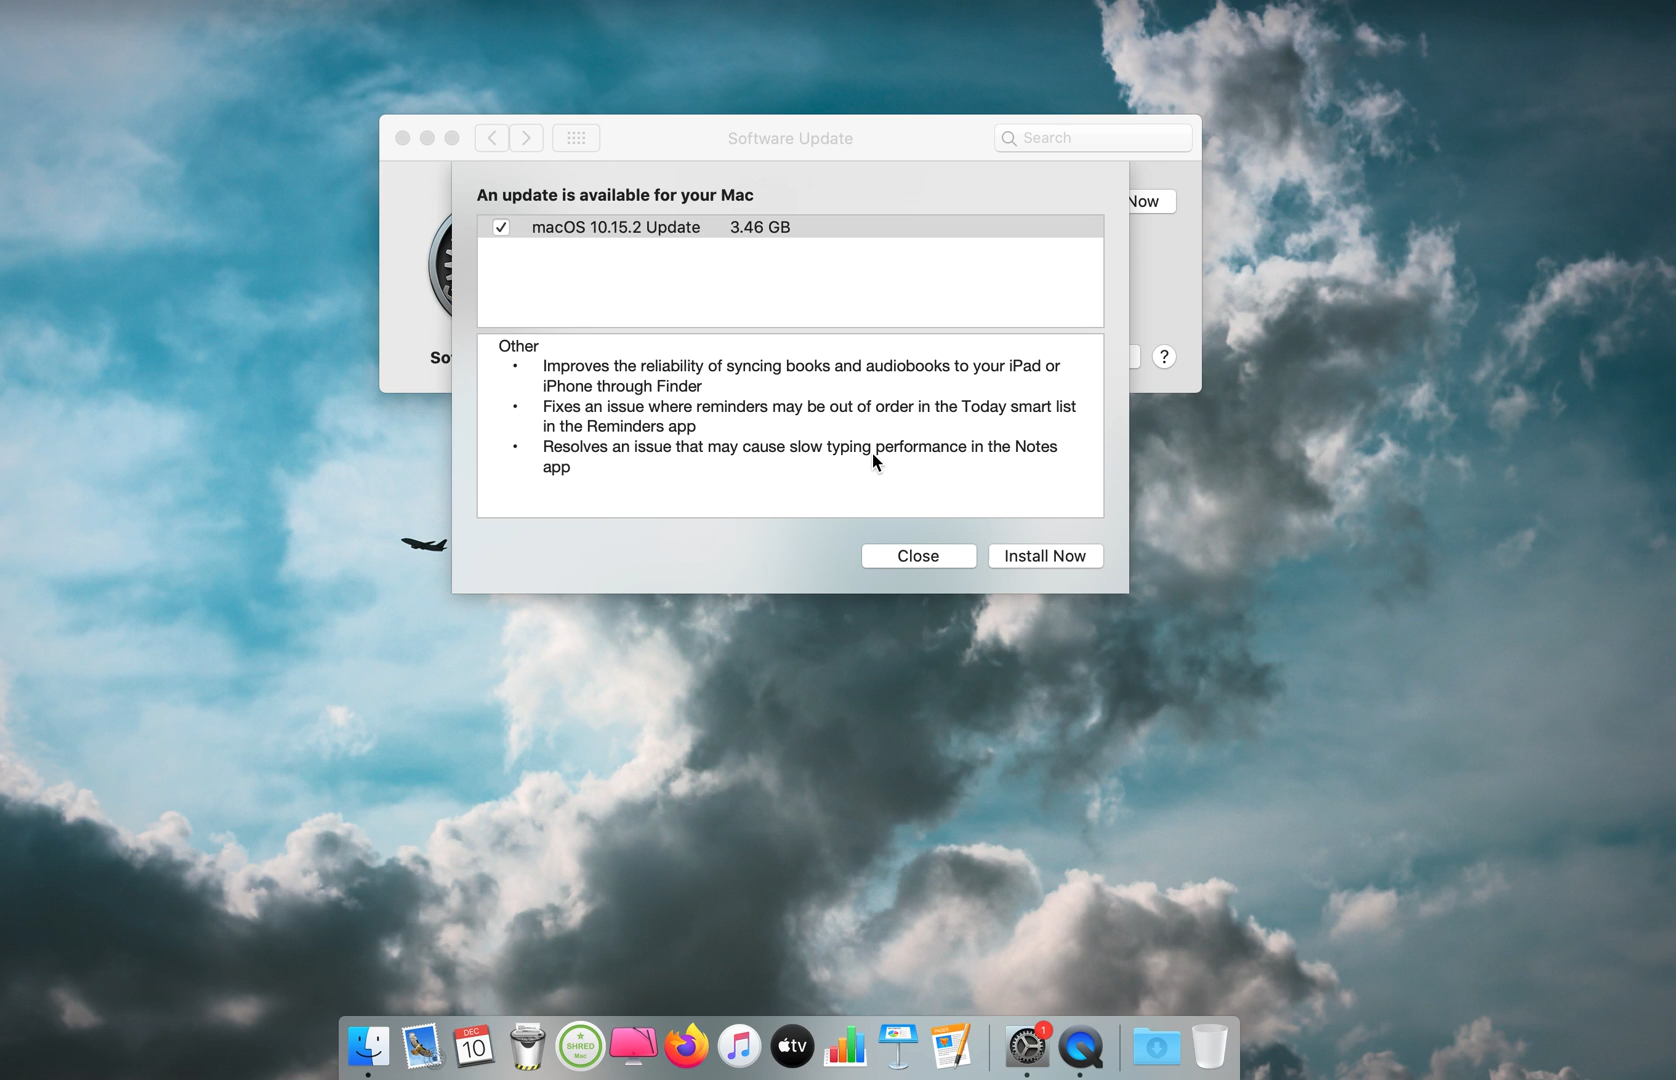 Software Update
Search
An update is available for your Mac
Now
macOS 10.15.2 Update 3.46 GB
Other
• Improves the reliability of syncing books and audiobooks to your iPad or
iPhone through Finder
• Fixes an issue where reminders may be out of order in the Today smart list
in the Reminders app
• Resolves an issue that may cause slow typing performance in the Notes
app
So
?
Close Install Now
DEC
10
SHRED
Mac
tv
1